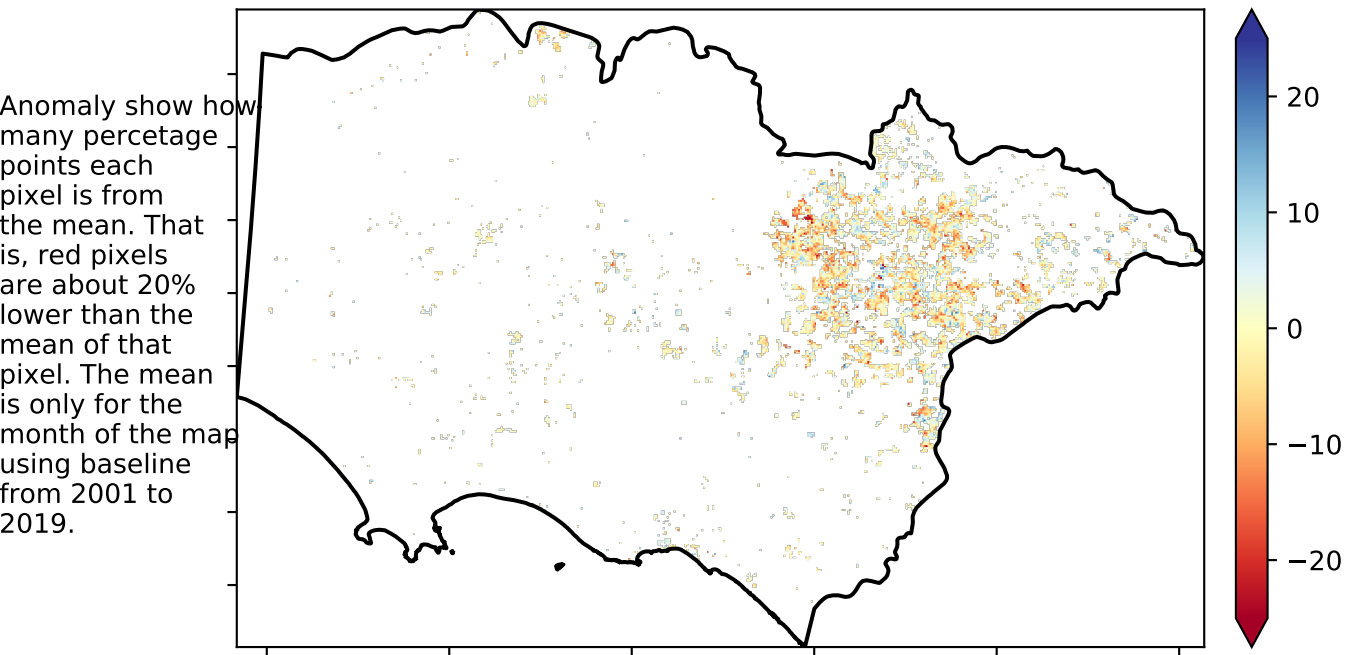 Anomaly show how
many percetage
points each
pixel is from
the mean. That
is, red pixels
are about 20%
lower than the
mean of that
pixel. The mean
is only for the
month of the map
using baseline
from 2001 to
2019.
20
10
0
−10
−20